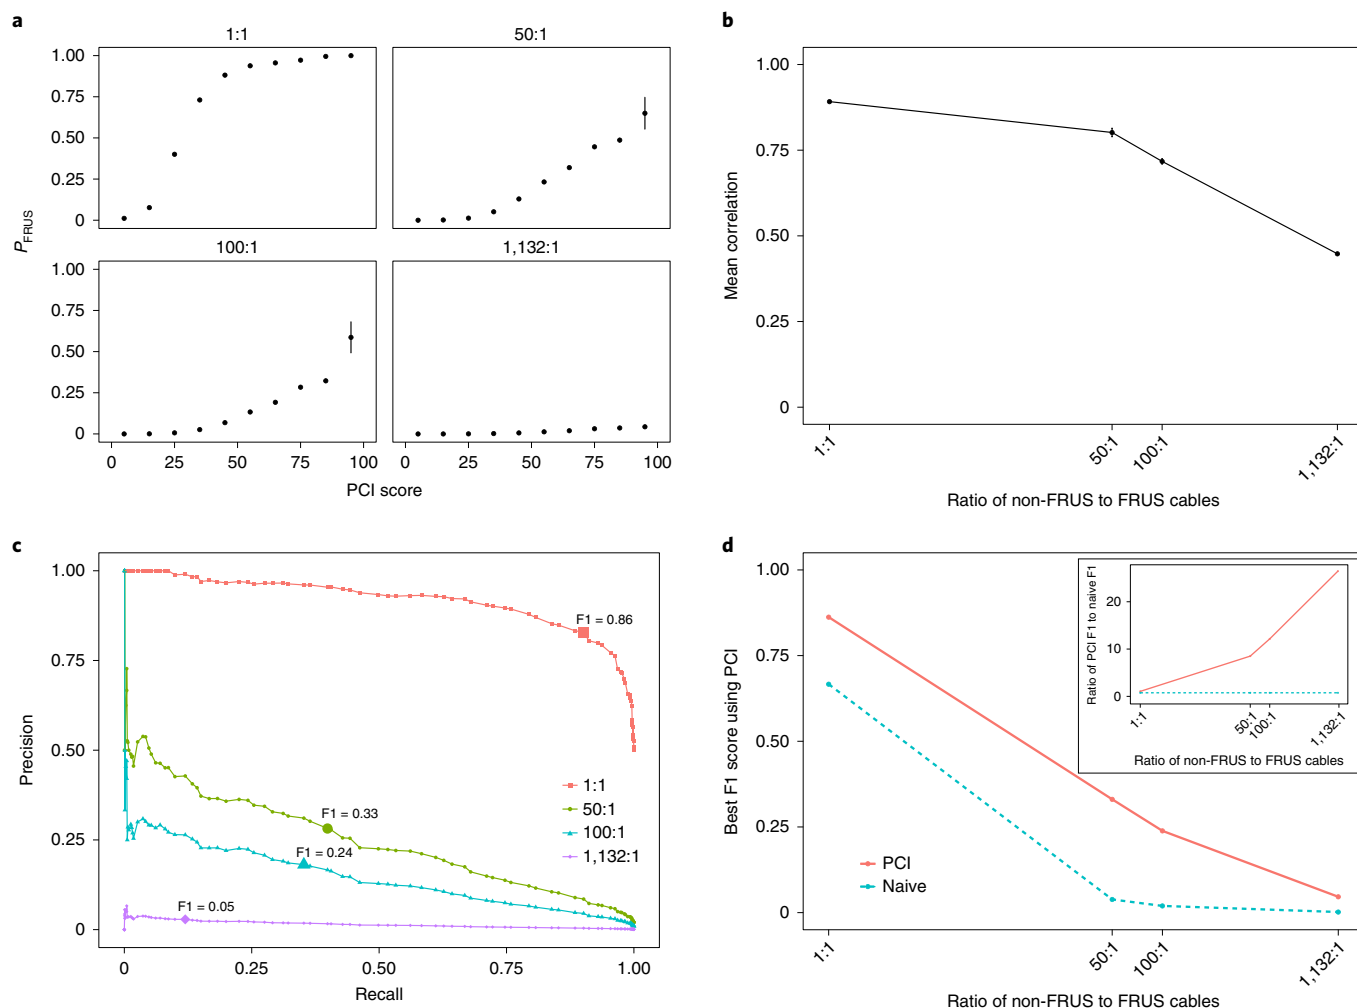 a
1:1
50:1
1.00
0.75
0.50
0.25
0
100:1
1,132:1
1.00
0.75
0.50
0.25
0
P_FRUS
0 25 50 75 100
0 25 50 75 100
PCI score
b
1.00
0.75
0.50
0.25
0
Mean correlation
1:1
50:1
100:1
1,132:1
Ratio of non-FRUS to FRUS cables
c
1.00
0.75
0.50
0.25
0
Precision
F1 = 0.86
F1 = 0.33
F1 = 0.24
F1 = 0.05
1:1
50:1
100:1
1,132:1
0 0.25 0.50 0.75 1.00
Recall
d
1.00
0.75
0.50
0.25
0
Best F1 score using PCI
PCI
Naive
1:1
50:1
100:1
1,132:1
Ratio of non-FRUS to FRUS cables
Ratio of PCI F1 to naive F1
20
10
0
1:1
50:1
100:1
1,132:1
Ratio of non-FRUS to FRUS cables